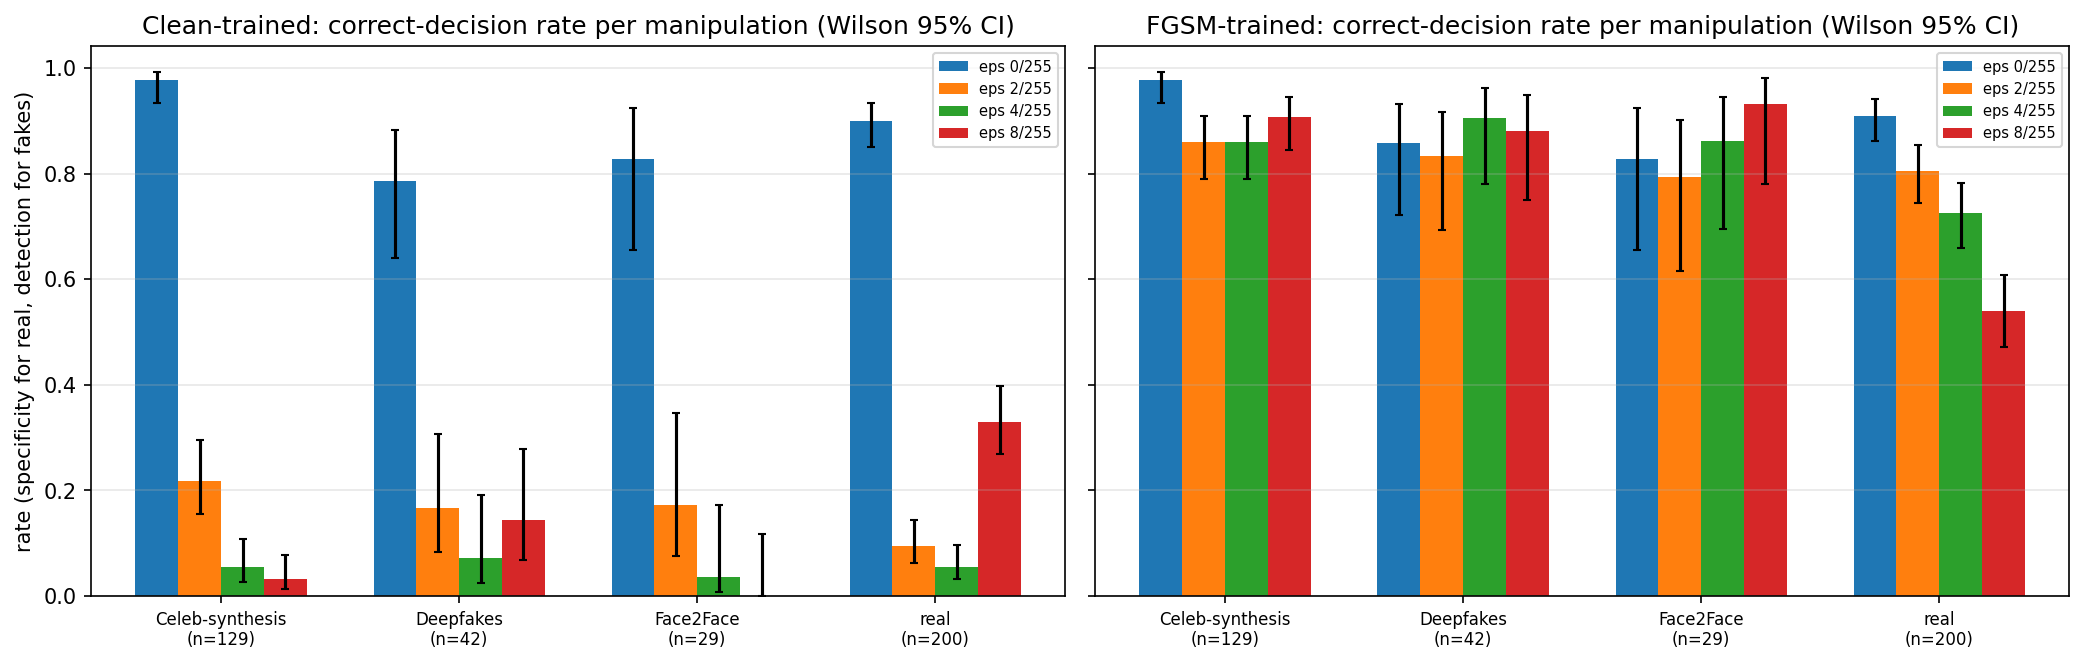 Clean-trained: correct-decision rate per manipulation (Wilson 95% CI)
rate (specificity for real, detection for fakes)
1.0
0.8
0.6
0.4
0.2
0.0
eps 0/255
eps 2/255
eps 4/255
eps 8/255
Celeb-synthesis
(n=129)
Deepfakes
(n=42)
Face2Face
(n=29)
real
(n=200)
FGSM-trained: correct-decision rate per manipulation (Wilson 95% CI)
eps 0/255
eps 2/255
eps 4/255
eps 8/255
Celeb-synthesis
(n=129)
Deepfakes
(n=42)
Face2Face
(n=29)
real
(n=200)